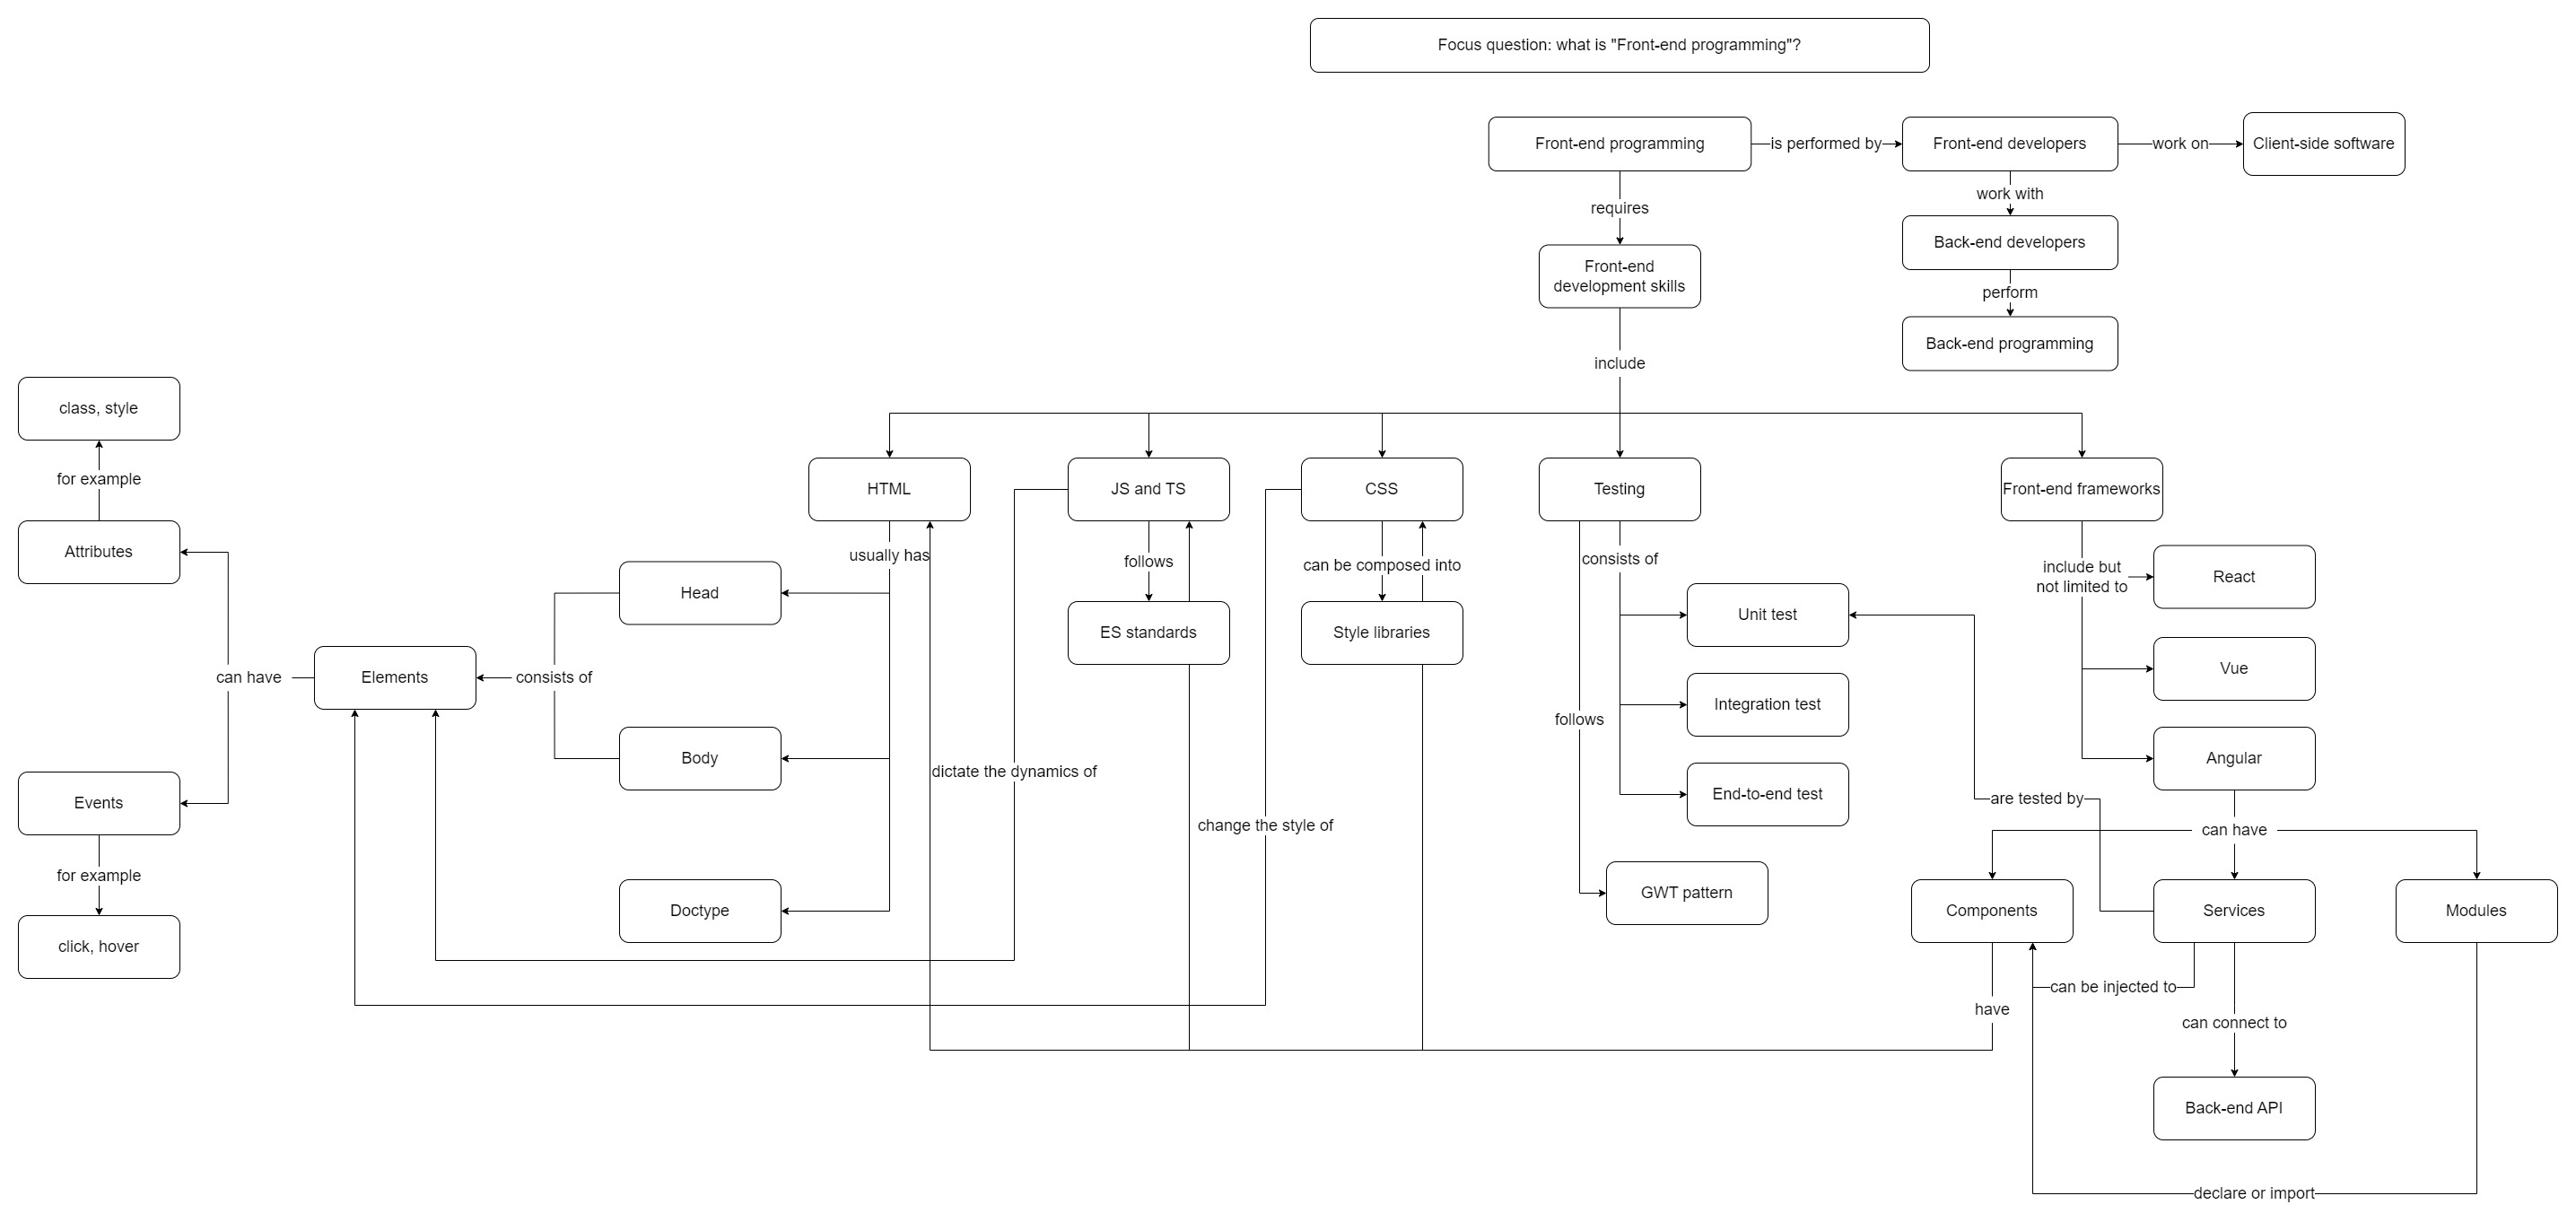 Focus question: what is "Front-end programming"?
Front-end programming
is performed by
Front-end developers
work on
Client-side software
work with
requires
Back-end developers
Front-end
development skills
perform
Back-end programming
include
class, style
for example
HTML
JS and TS
CSS
Testing
Front-end frameworks
Attributes
usually has
follows
can be composed into
consists of
include but
not limited to
React
Head
ES standards
Style libraries
Unit test
Vue
can have
Elements
consists of
Integration test
follows
Body
Angular
dictate the dynamics of
End-to-end test
are tested by
Events
change the style of
can have
for example
GWT pattern
Doctype
Components
Services
Modules
click, hover
can be injected to
have
can connect to
Back-end API
declare or import